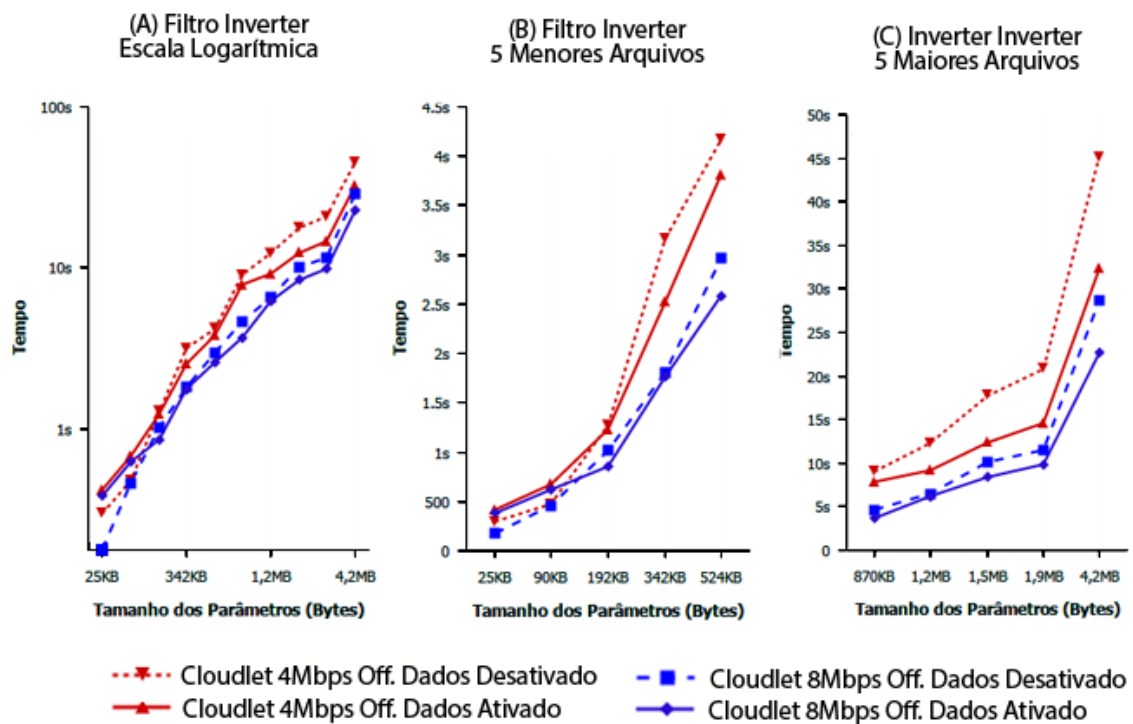 (A) Filtro Inverter
Escala Logarítmica
100s
10s
1s
Tempo
25KB
342KB
1,2MB
4,2MB
Tamanho dos Parâmetros (Bytes)
(B) Filtro Inverter
5 Menores Arquivos
4.5s
4s
3.5s
3s
2.5s
2s
1.5s
1s
500
0
Tempo
25KB
90KB
192KB
342KB
524KB
Tamanho dos Parâmetros (Bytes)
(C) Inverter Inverter
5 Maiores Arquivos
50s
45s
40s
35s
30s
25s
20s
15s
10s
5s
0
Tempo
870KB
1,2MB
1,5MB
1,9MB
4,2MB
Tamanho dos Parâmetros (Bytes)
Cloudlet 4Mbps Off. Dados Desativado
Cloudlet 4Mbps Off. Dados Ativado
Cloudlet 8Mbps Off. Dados Desativado
Cloudlet 8Mbps Off. Dados Ativado